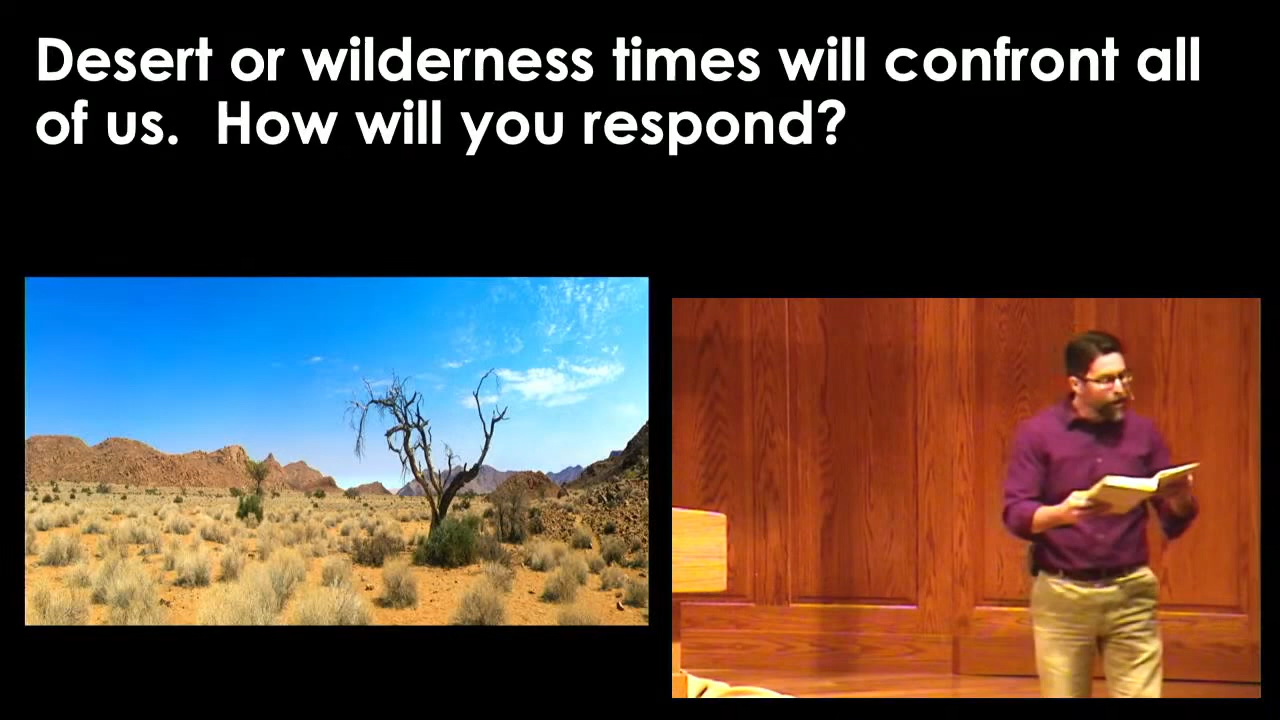 Desert or wilderness times will confront all
of us.  How will you respond?